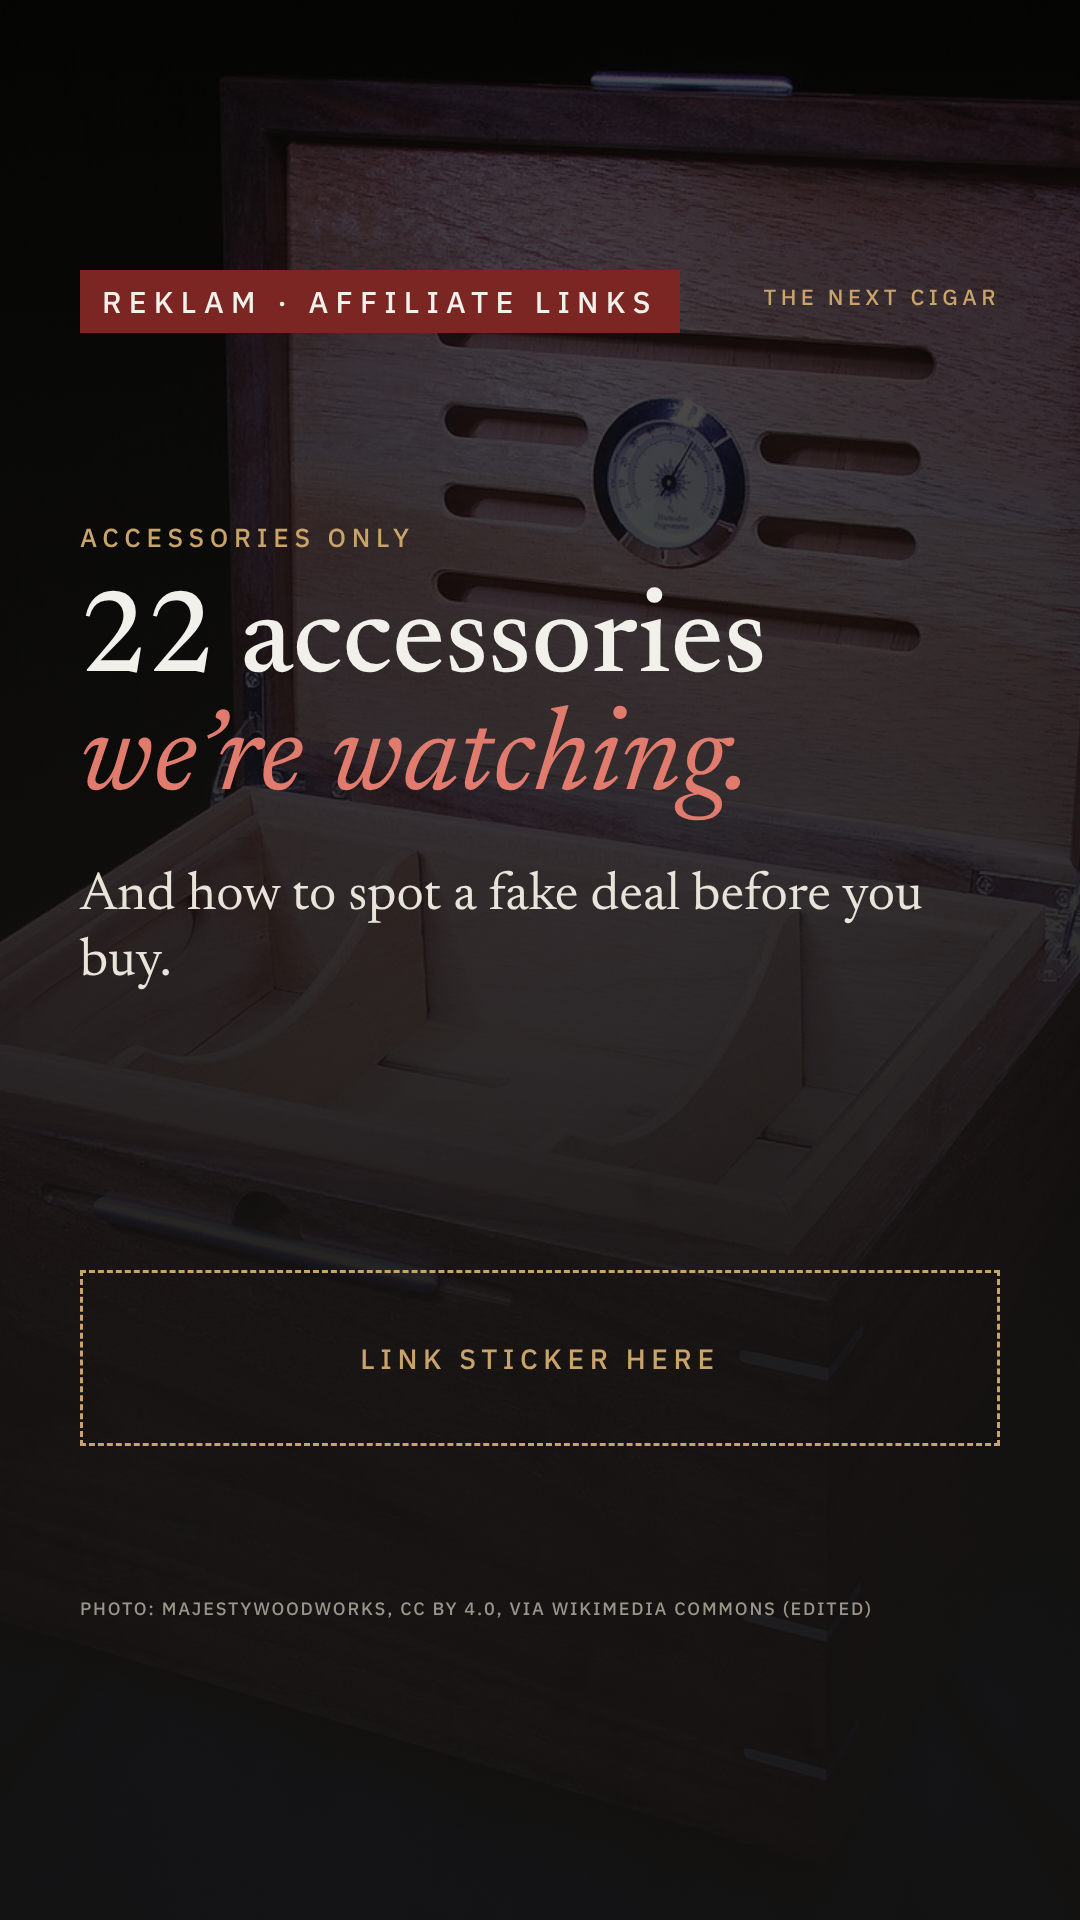 REKLAM · AFFILIATE LINKS
THE NEXT CIGAR
ACCESSORIES ONLY
22 accessories
we’re watching.
And how to spot a fake deal before you
buy.
LINK STICKER HERE
PHOTO: MAJESTYWOODWORKS, CC BY 4.0, VIA WIKIMEDIA COMMONS (EDITED)